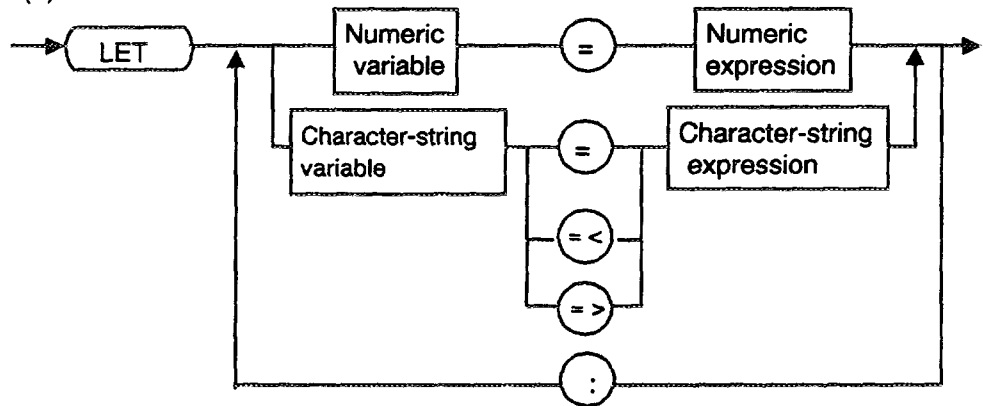 LET
Numeric
variable
=
Numeric
expression
Character-string
variable
=
Character-string
expression
= <
= >
: